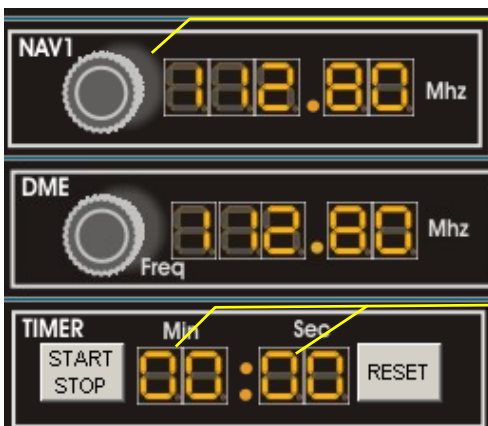 NAV1
112.80 Mhz
DME
112.80 Mhz
Freq
TIMER Min Sec
START STOP 00:00 RESET